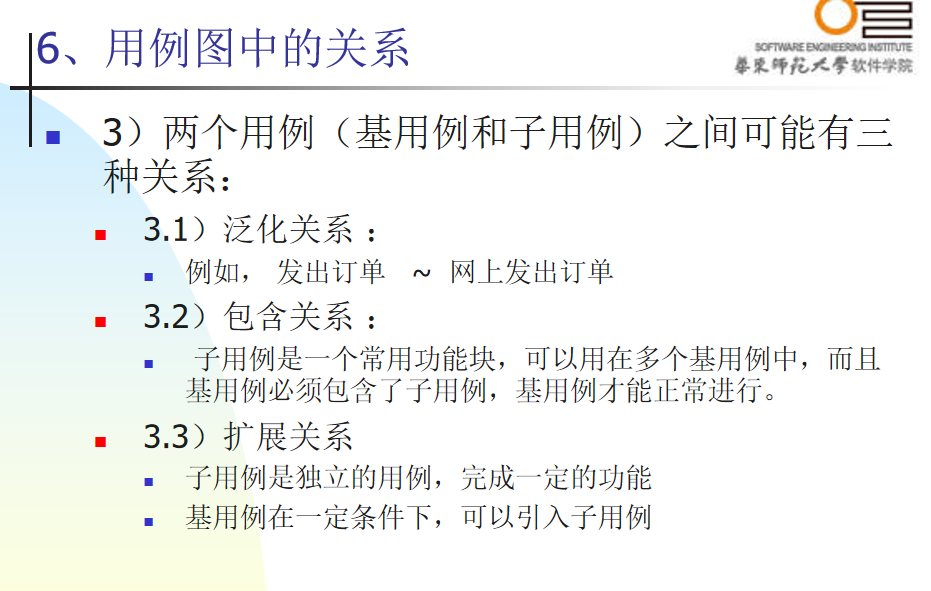 6、用例图中的关系
SOFTWARE ENGINEERING INSTITUTE
華東師范大學软件学院
3）两个用例（基用例和子用例）之间可能有三
种关系：
3.1）泛化关系 ：
例如， 发出订单 ~ 网上发出订单
3.2）包含关系 ：
子用例是一个常用功能块，可以用在多个基用例中，而且
基用例必须包含了子用例，基用例才能正常进行。
3.3）扩展关系
子用例是独立的用例，完成一定的功能
基用例在一定条件下，可以引入子用例